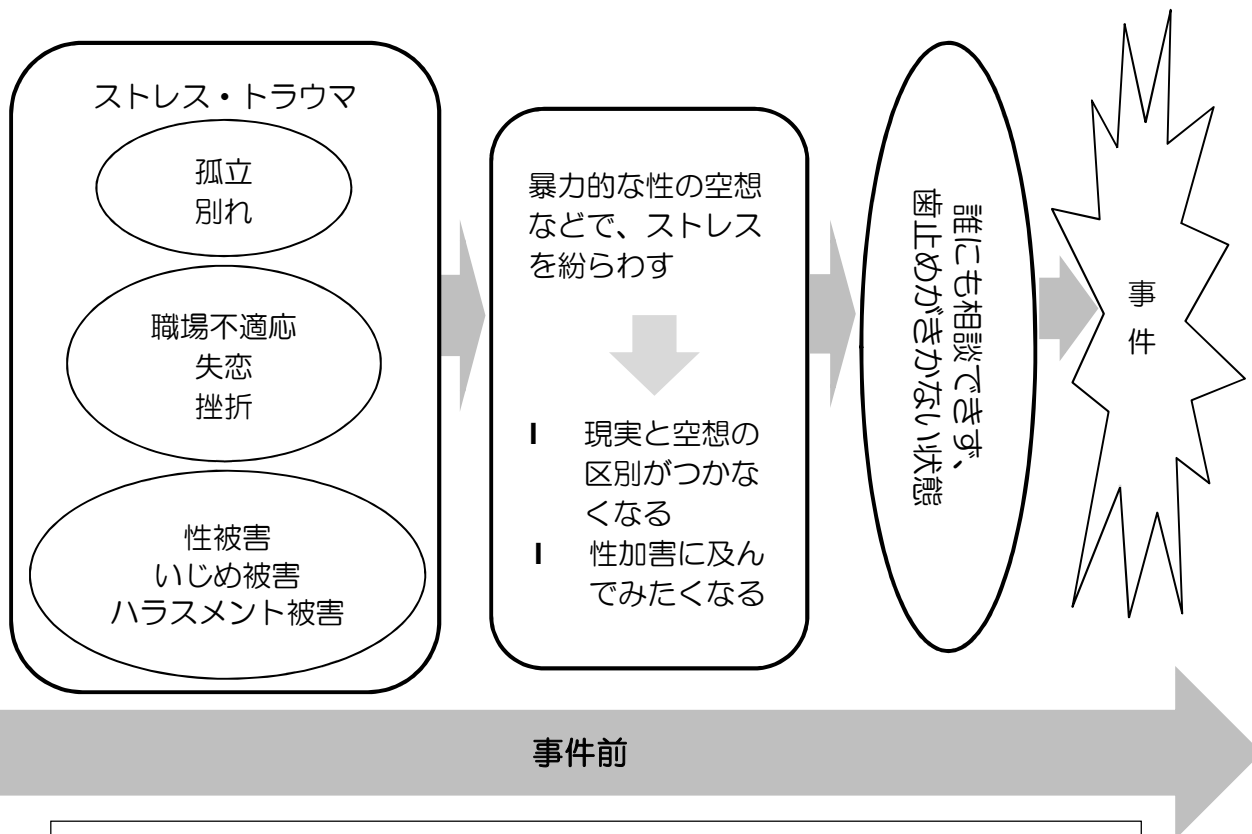 ストレス・トラウマ
孤立
別れ
職場不適応
失恋
挫折
性被害
いじめ被害
ハラスメント被害
暴力的な性の空想
などで、ストレス
を紛らわす
l 現実と空想の
区別がつかな
くなる
l 性加害に及ん
でみたくなる
誰にも相談できず、
歯止めがきかない状態
事
件
事件前